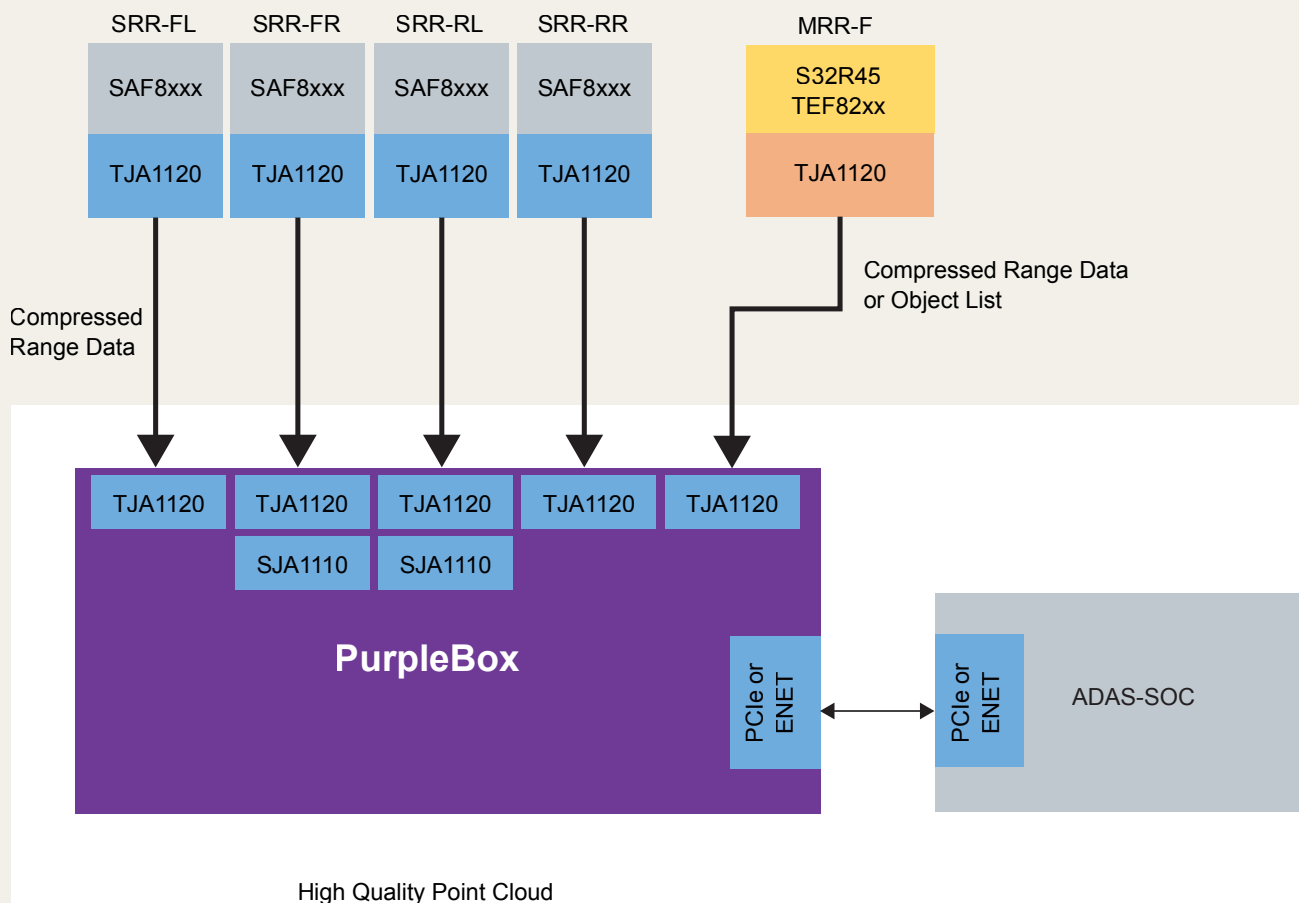 SRR-FL
SRR-FR
SRR-RL
SRR-RR
MRR-F
SAF8xxx
SAF8xxx
SAF8xxx
SAF8xxx
S32R45
TEF82xx
TJA1120
TJA1120
TJA1120
TJA1120
TJA1120
Compressed
Range Data
Compressed Range Data
or Object List
TJA1120
TJA1120
TJA1120
TJA1120
TJA1120
SJA1110
SJA1110
PurpleBox
PCIe or
ENET
PCIe or
ENET
ADAS-SOC
High Quality Point Cloud